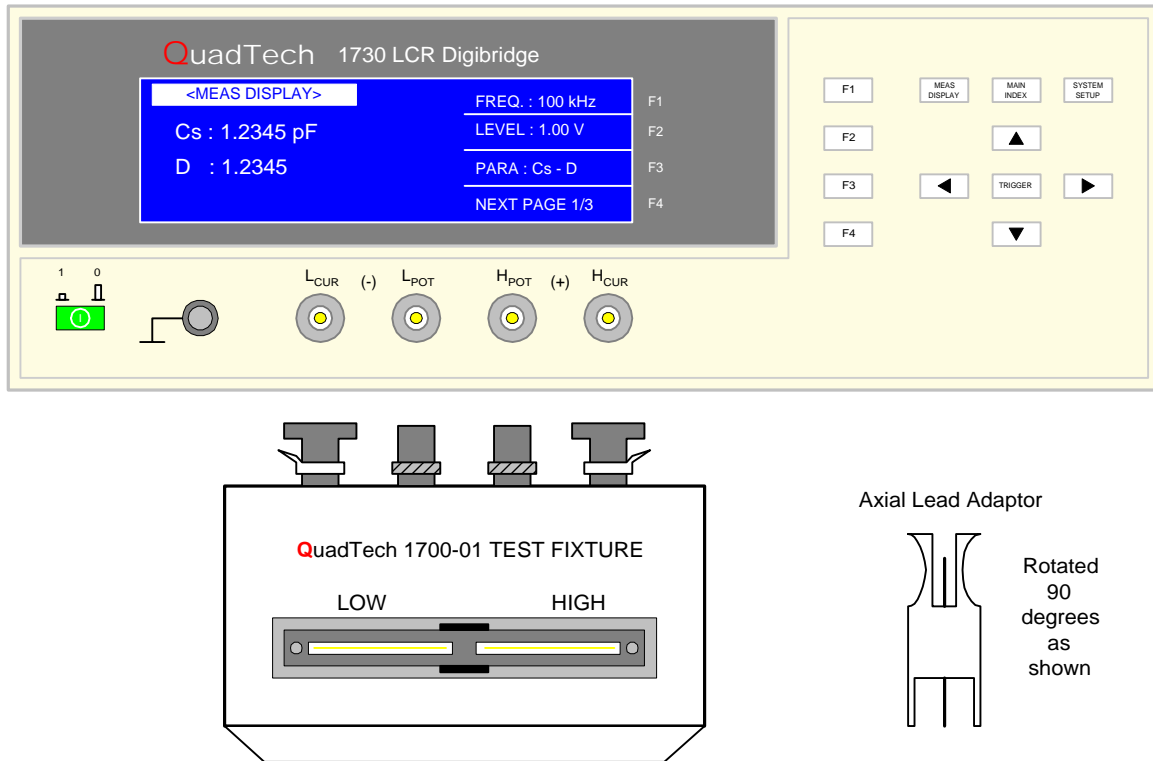 QuadTech 1730 LCR Digibridge
<MEAS DISPLAY>
Cs : 1.2345 pF
D : 1.2345
FREQ. : 100 kHz
LEVEL : 1.00 V
PARA : Cs - D
NEXT PAGE 1/3
F1
F2
F3
F4
F1
MEAS DISPLAY
MAIN INDEX
SYSTEM SETUP
F2
F3
TRIGGER
F4
1 0
LCUR (-) LPOT HPOT (+) HCUR
QuadTech 1700-01 TEST FIXTURE
LOW HIGH
Axial Lead Adaptor
Rotated
90
degrees
as
shown